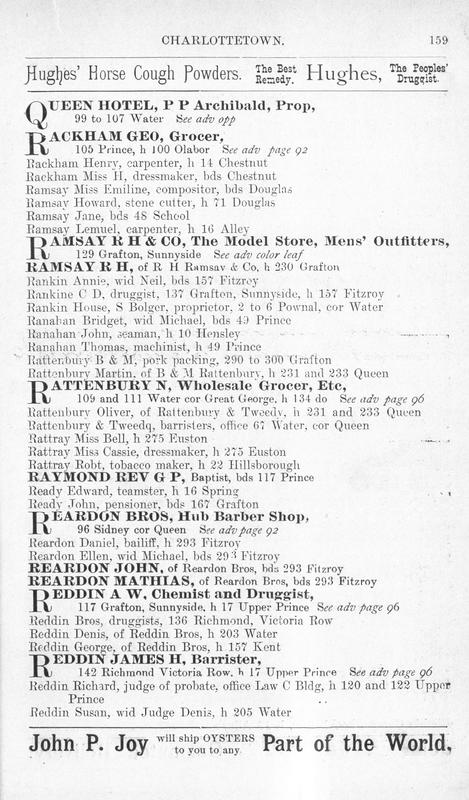 CHARLOTTETOWN. 159
Hughes' Horse Cough Powders. The Best Remedy. Hughes, The Peoples' Druggist.
QUEEN HOTEL, P P Archibald, Prop,
99 to 107 Water See adv opp
RACKHAM GEO, Grocer,
105 Prince, h 100 Olabor See adv page 92
Rackham Henry, carpenter, h 14 Chestnut
Rackham Miss H, dressmaker, bds Chestnut
Ramsay Miss Emiline, compositor, bds Douglas
Ramsay Howard, stone cutter, h 71 Douglas
Ramsay Jane, bds 48 School
Ramsay Lemuel, carpenter, h 16 Alley
RAMSAY R H & CO, The Model Store, Mens' Outfitters,
129 Grafton, Sunnyside See adv color leaf
RAMSAY R H, of R H Ramsay & Co, h 230 Grafton
Rankin Annie, wid Neil, bds 157 Fitzroy
Rankine C D, druggist, 137 Grafton, Sunnyside, h 157 Fitzroy
Rankin House, S Bolger, proprietor, 2 to 6 Pownal, cor Water
Ranahan Bridget, wid Michael, bds 49 Prince
Ranahan John, seaman, h 10 Hensley
Ranahan Thomas, machinist, h 49 Prince
Rattenbury B & M, pork packing, 290 to 300 Grafton
Rattenbury Martin, of B & M Rattenbury, h 231 and 233 Queen
RATTENBURY N, Wholesale Grocer, Etc,
109 and 111 Water cor Great George, h 134 do See adv page 96
Rattenbury Oliver, of Rattenbury & Tweedy, h 231 and 233 Queen
Rattenbury & Tweedq, barristers, office 67 Water, cor Queen
Rattray Miss Bell, h 275 Euston
Rattray Miss Cassie, dressmaker, h 275 Euston
Rattray Robt, tobacco maker, h 22 Hillsborough
RAYMOND REV G P, Baptist, bds 117 Prince
Ready Edward, teamster, h 16 Spring
Ready John, pensioner, bds 167 Grafton
REARDON BROS, Hub Barber Shop,
96 Sidney cor Queen See adv page 92
Reardon Daniel, bailiff, h 293 Fitzroy
Reardon Ellen, wid Michael, bds 293 Fitzroy
REARDON JOHN, of Reardon Bros, bds 293 Fitzroy
REARDON MATHIAS, of Reardon Bros, bds 293 Fitzroy
REDDIN A W, Chemist and Druggist,
117 Grafton, Sunnyside, h 17 Upper Prince See adv page 96
Reddin Bros, druggists, 136 Richmond, Victoria Row
Reddin Denis, of Reddin Bros, h 203 Water
Reddin George, of Reddin Bros, h 157 Kent
REDDIN JAMES H, Barrister,
142 Richmond Victoria Row, h 17 Upper Prince See adv page 96
Reddin Richard, judge of probate, office Law C Bldg, h 120 and 122 Upper
Prince
Reddin Susan, wid Judge Denis, h 205 Water
John P. Joy will ship OYSTERS to you to any Part of the World.